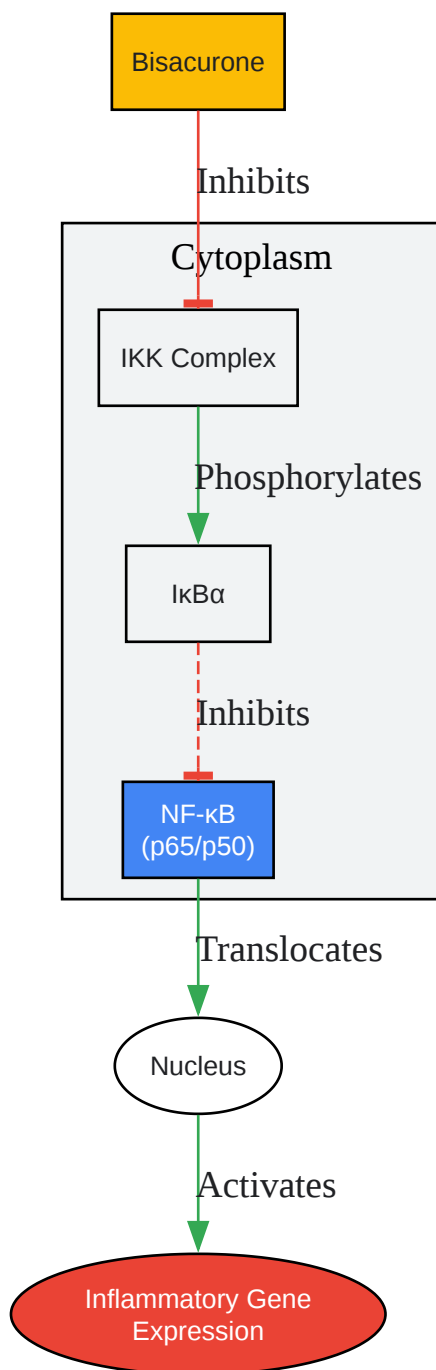 Bisacurone
Inhibits
Cytoplasm
IKK Complex
Phosphorylates
IκBα
Inhibits
NF-κB
(p65/p50)
Translocates
Nucleus
Activates
Inflammatory Gene
Expression